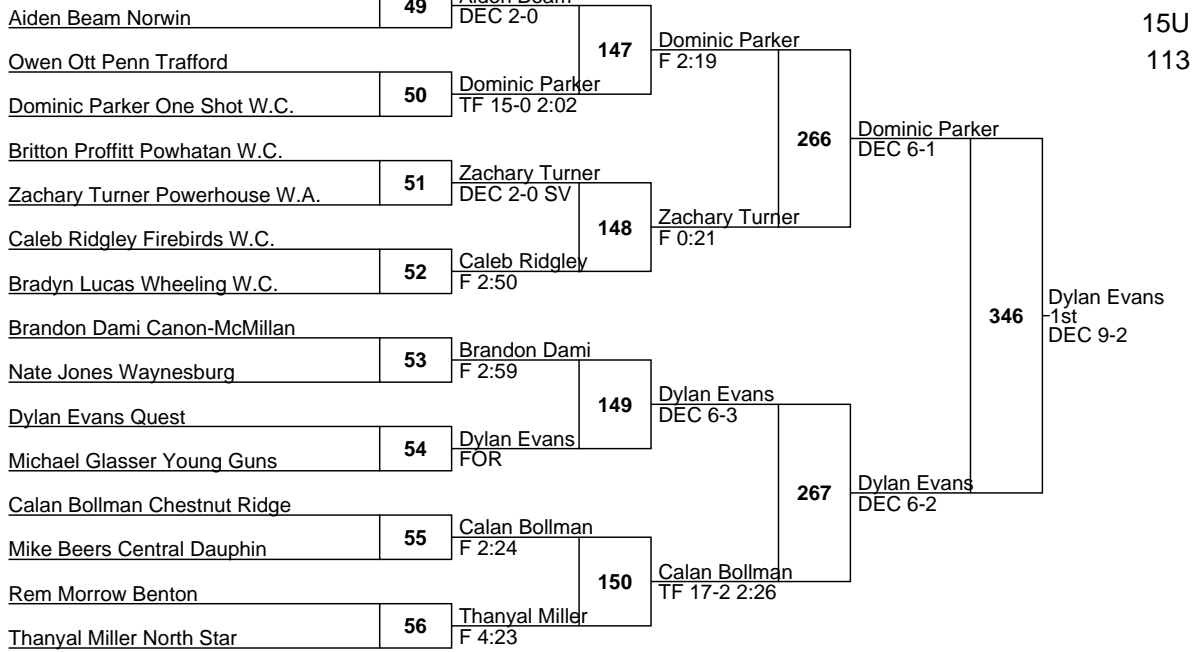 49
Aiden Beam
Aiden Beam Norwin
DEC 2-0
15U
147
Dominic Parker
F 2:19
Owen Ott Penn Trafford
113
50
Dominic Parker
TF 15-0 2:02
Dominic Parker One Shot W.C.
266
Dominic Parker
DEC 6-1
Britton Proffitt Powhatan W.C.
51
Zachary Turner
DEC 2-0 SV
Zachary Turner Powerhouse W.A.
148
Zachary Turner
F 0:21
Caleb Ridgley Firebirds W.C.
52
Caleb Ridgley
F 2:50
Bradyn Lucas Wheeling W.C.
346
Dylan Evans
1st
DEC 9-2
Brandon Dami Canon-McMillan
53
Brandon Dami
F 2:59
Nate Jones Waynesburg
149
Dylan Evans
DEC 6-3
Dylan Evans Quest
54
Dylan Evans
FOR
Michael Glasser Young Guns
267
Dylan Evans
DEC 6-2
Calan Bollman Chestnut Ridge
55
Calan Bollman
F 2:24
Mike Beers Central Dauphin
150
Calan Bollman
TF 17-2 2:26
Rem Morrow Benton
56
Thanyal Miller
F 4:23
Thanyal Miller North Star